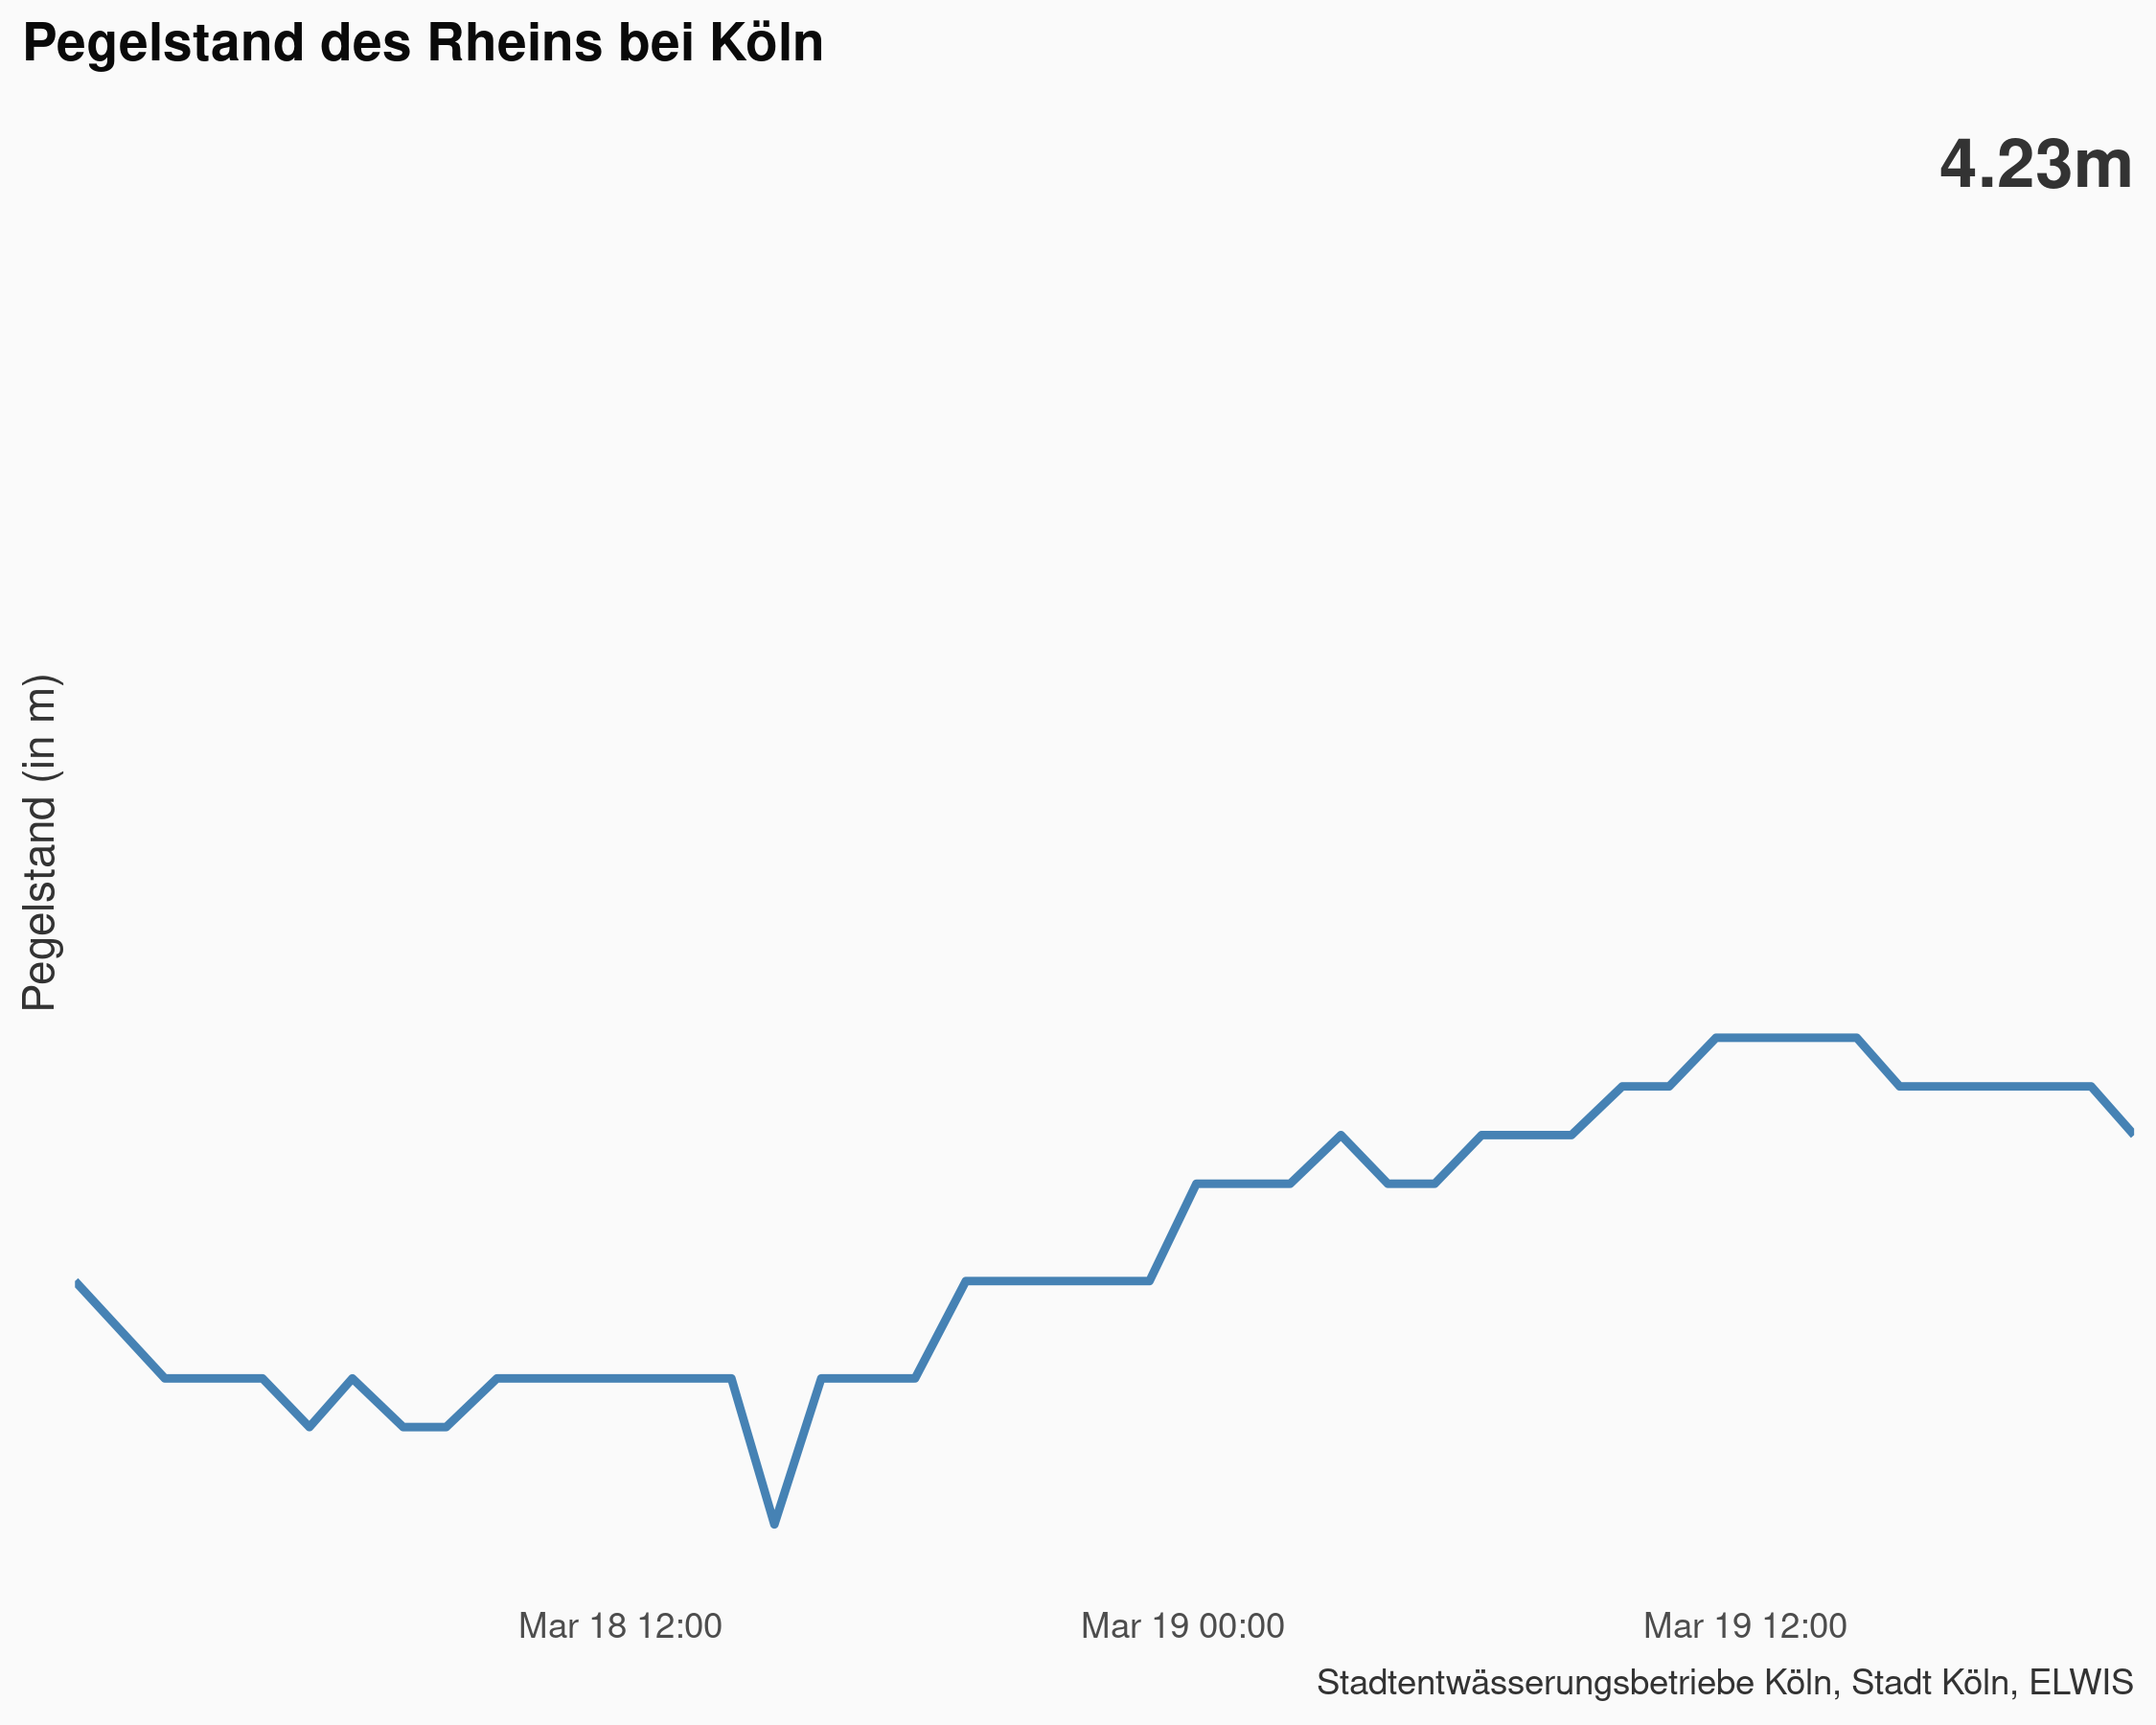 Pegelstand des Rheins bei Köln
4.23m
Pegelstand (in m)
Mar 18 12:00
Mar 19 00:00
Mar 19 12:00
Stadtentwässerungsbetriebe Köln, Stadt Köln, ELWIS